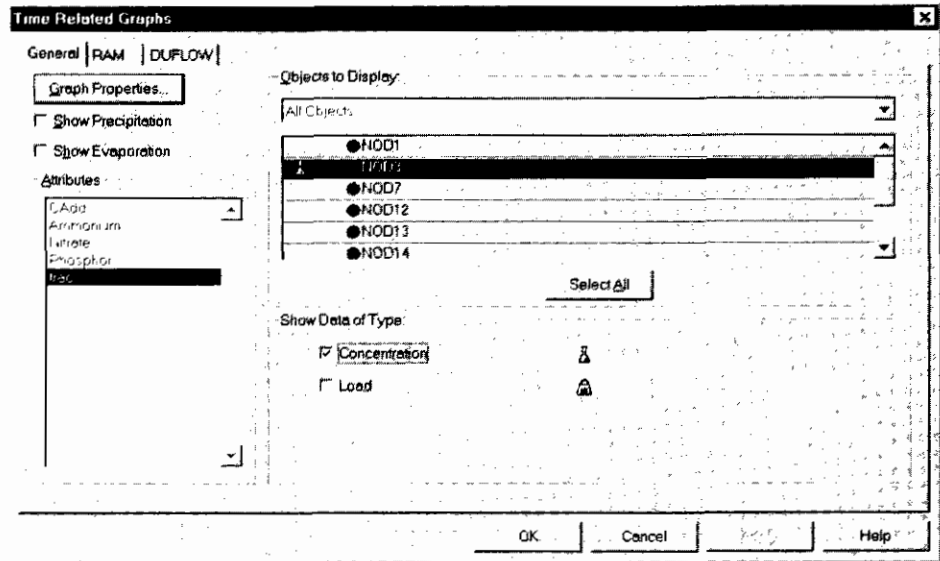 Time Related Graphs
General RAM DUFLOW
Graph Properties...
Show Precipitation
Show Evaporation
Attributes
Ammonium
Nitrate
Phosphor
Objects to Display:
All Objects
NOD1
NOD7
NOD12
NOD13
NOD14
Select All
Show Data of Type:
Concentration
Load
OK
Cancel
Help